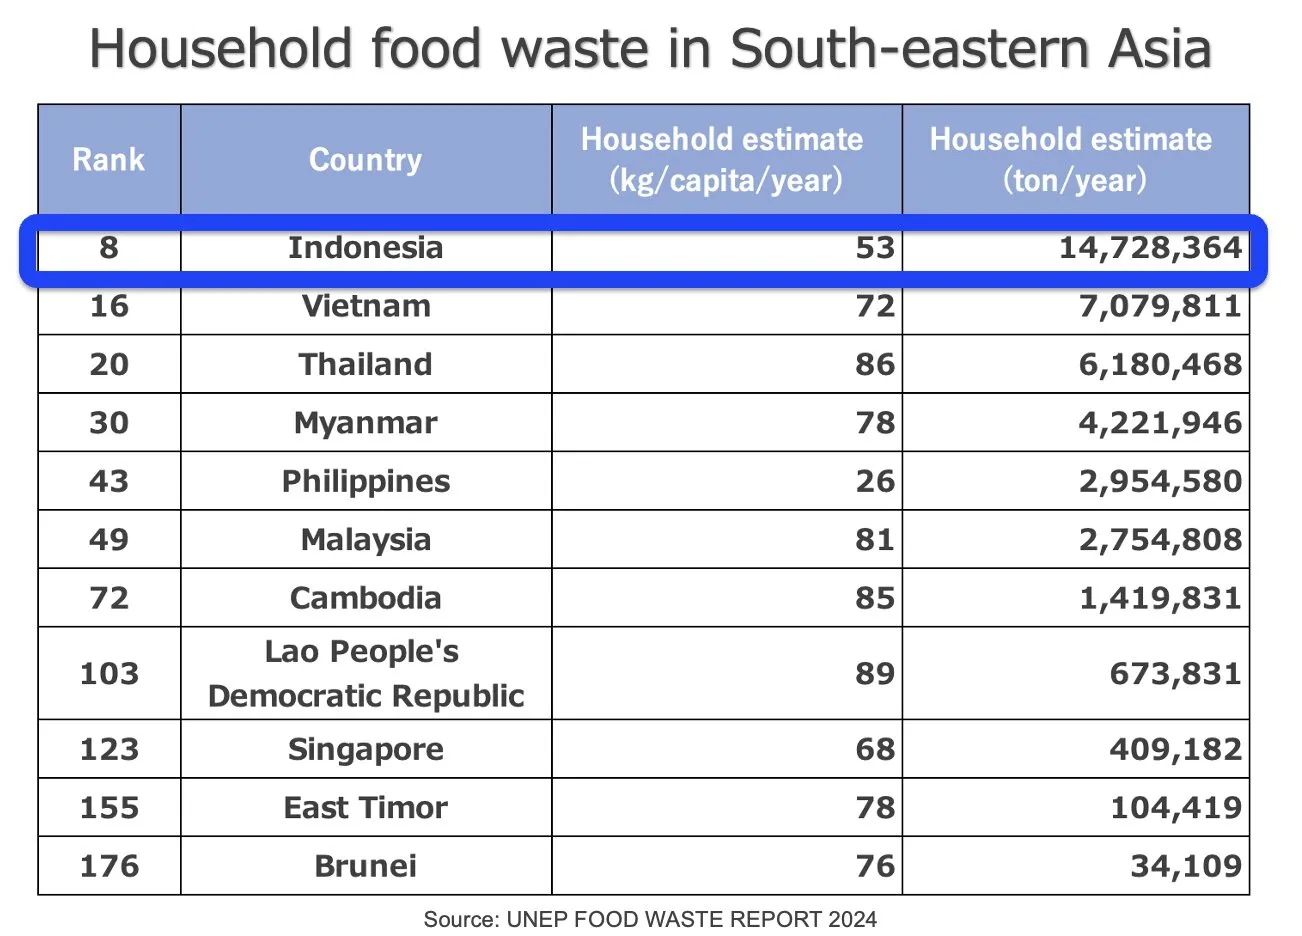 Household food waste in South-eastern Asia
Rank Country Household estimate (kg/capita/year) Household estimate (ton/year)
8 Indonesia 53 14,728,364
16 Vietnam 72 7,079,811
20 Thailand 86 6,180,468
30 Myanmar 78 4,221,946
43 Philippines 26 2,954,580
49 Malaysia 81 2,754,808
72 Cambodia 85 1,419,831
103 Lao People's Democratic Republic 89 673,831
123 Singapore 68 409,182
155 East Timor 78 104,419
176 Brunei 76 34,109
Source: UNEP FOOD WASTE REPORT 2024